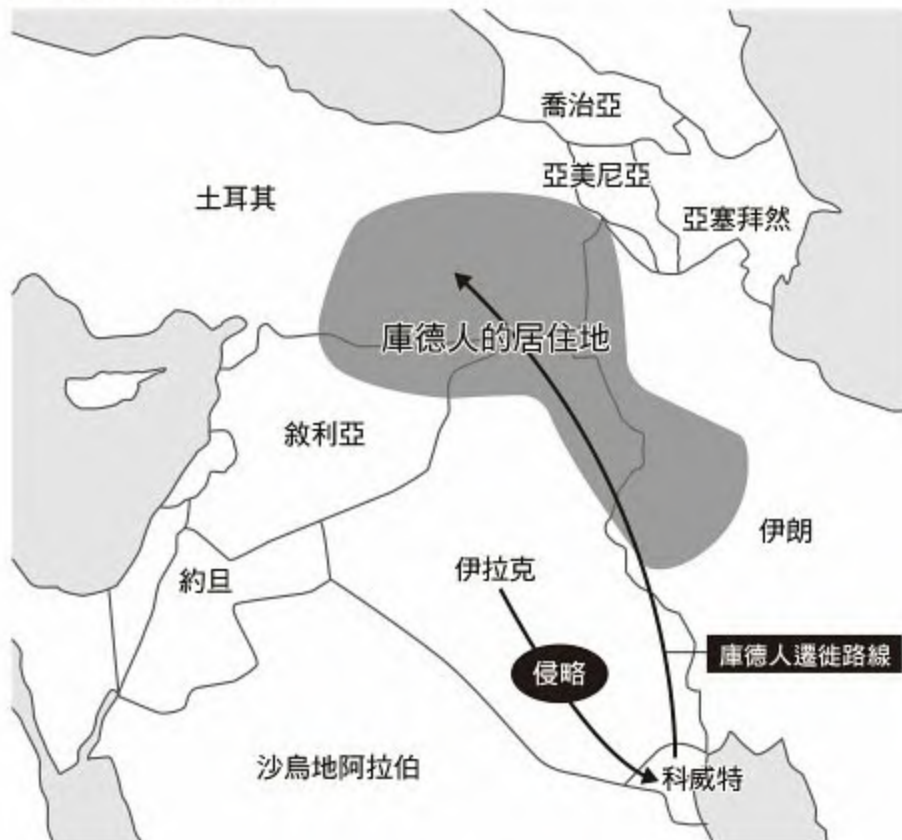 喬治亞
亞美尼亞
土耳其
亞塞拜然
庫德人的居住地
敘利亞
伊朗
伊拉克
約旦
庫德人遷徙路線
侵略
沙烏地阿拉伯
科威特